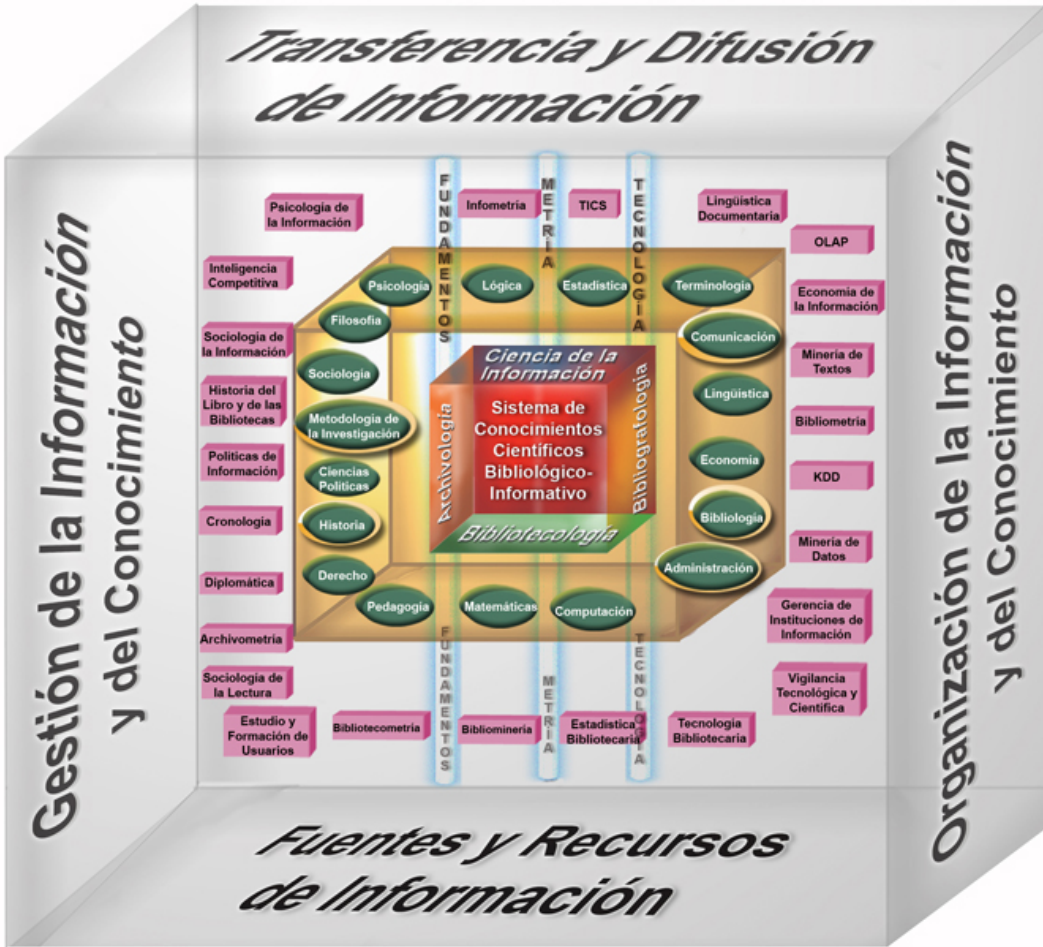 Transferencia y Difusión
de Información
Gestión de la Información
y del Conocimiento
Organización de la Información
y del Conocimiento
Fuentes y Recursos
de Información
FUNDAMENTOS
METRÍA
TECNOLOGÍA
Psicología de
la Información
Infometría
TICS
Lingüística
Documentaria
OLAP
Inteligencia
Competitiva
Economía de
la Información
Sociología de
la Información
Minería de
Textos
Historia del
Libro y de las
Bibliotecas
Bibliometría
Políticas de
Información
KDD
Cronología
Minería de
Datos
Diplomática
Gerencia de
Instituciones de
Información
Archivometría
Sociología de
la Lectura
Vigilancia
Tecnológica y
Científica
Estudio y
Formación de
Usuarios
Bibliotecometría
Bibliominería
Estadística
Bibliotecaria
Tecnología
Bibliotecaria
Psicología
Lógica
Estadística
Terminología
Filosofía
Comunicación
Sociología
Lingüística
Metodología de
la Investigación
Economía
Ciencias
Políticas
Bibliología
Historia
Administración
Derecho
Pedagogía
Matemáticas
Computación
Ciencia de la
Información
Archivología
Sistema de
Conocimientos
Científicos
Bibliológico-
Informativo
Bibliografología
Bibliotecología
FUNDAMENTOS
METRÍA
TECNOLOGÍA